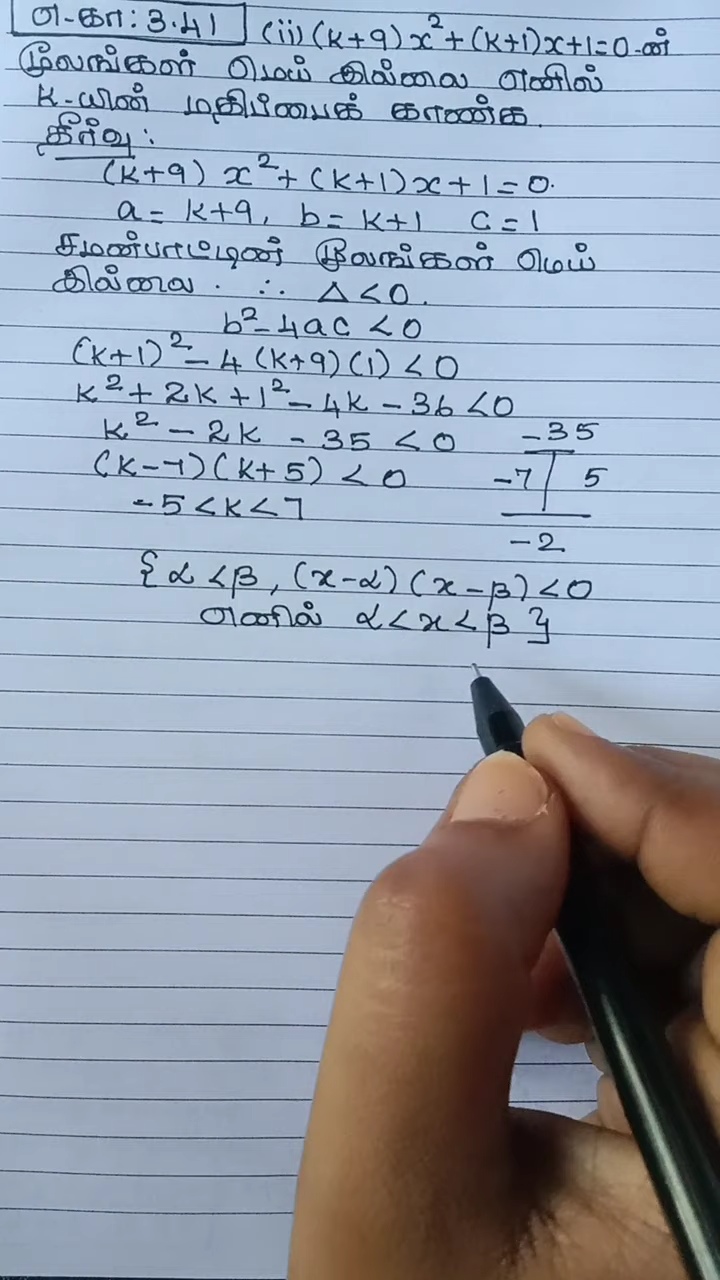 எ-கா: 3.41 (ii) (k+9)x²+(k+1)x+1=0-ன்
மூலங்கள் மெய் இல்லை எனில்
k-யின் மதிப்பைக் காண்க.
தீர்வு:
(k+9) x²+(k+1)x+1=0.
a = k+9, b=k+1 c=1
சமன்பாட்டின் மூலங்கள் மெய்
இல்லை. ∴ Δ<0.
b²-4ac <0
(k+1)²-4(k+9)(1) <0
k²+2k+1²-4k-36<0
k²-2k-35 <0
-35
(k-7)(k+5) <0
-7 5
-5<k<7
-2
{α<β, (x-α)(x-β)<0
எனில் α<x<β}